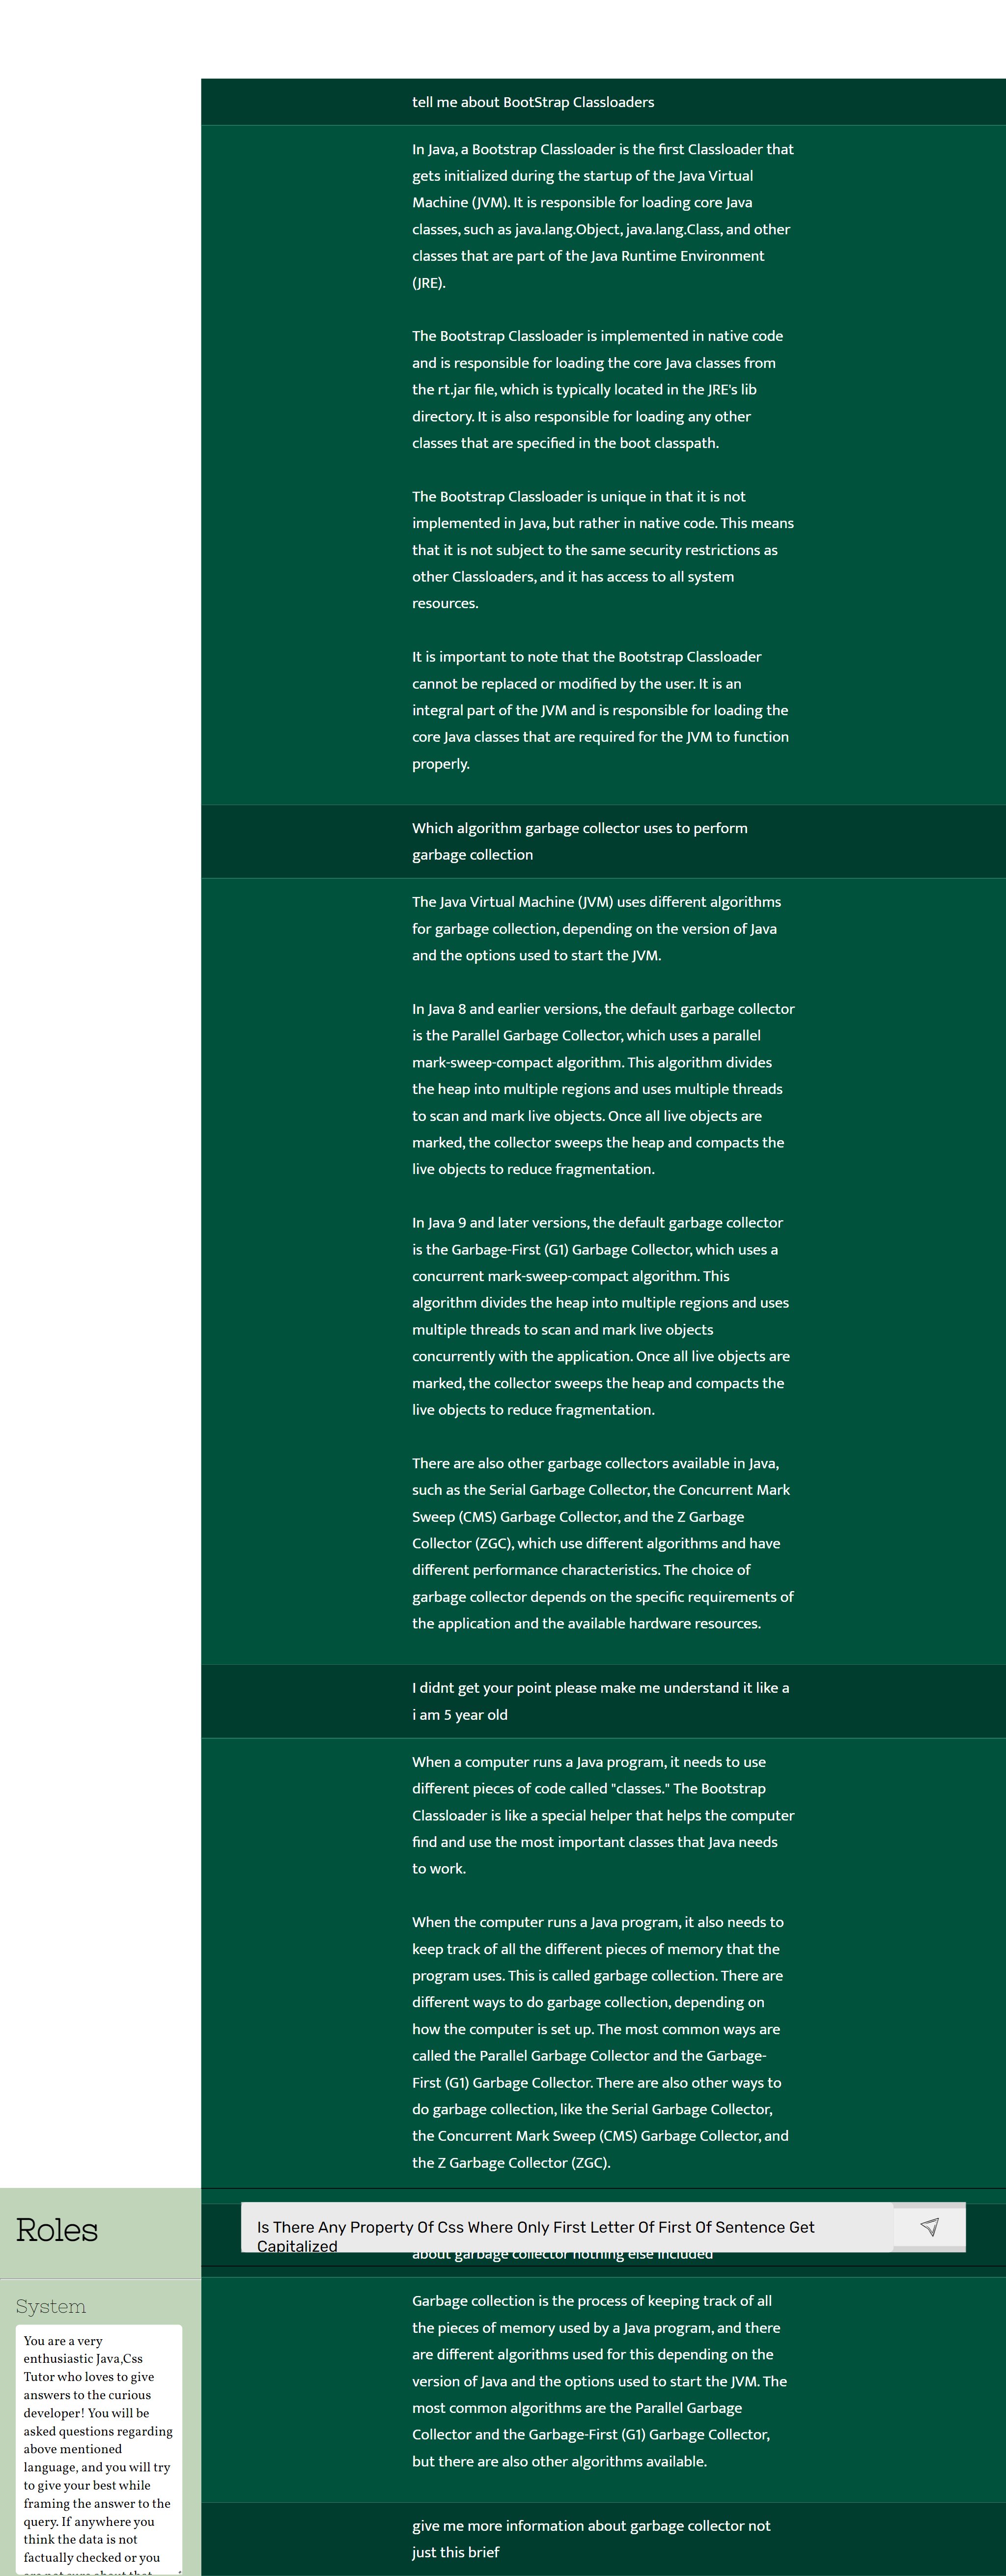 tell me about BootStrap Classloaders
In Java, a Bootstrap Classloader is the first Classloader that
gets initialized during the startup of the Java Virtual
Machine (JVM). It is responsible for loading core Java
classes, such as java.lang.Object, java.lang.Class, and other
classes that are part of the Java Runtime Environment
(JRE).
The Bootstrap Classloader is implemented in native code
and is responsible for loading the core Java classes from
the rt.jar file, which is typically located in the JRE's lib
directory. It is also responsible for loading any other
classes that are specified in the boot classpath.
The Bootstrap Classloader is unique in that it is not
implemented in Java, but rather in native code. This means
that it is not subject to the same security restrictions as
other Classloaders, and it has access to all system
resources.
It is important to note that the Bootstrap Classloader
cannot be replaced or modified by the user. It is an
integral part of the JVM and is responsible for loading the
core Java classes that are required for the JVM to function
properly.
Which algorithm garbage collector uses to perform
garbage collection
The Java Virtual Machine (JVM) uses different algorithms
for garbage collection, depending on the version of Java
and the options used to start the JVM.
In Java 8 and earlier versions, the default garbage collector
is the Parallel Garbage Collector, which uses a parallel
mark-sweep-compact algorithm. This algorithm divides
the heap into multiple regions and uses multiple threads
to scan and mark live objects. Once all live objects are
marked, the collector sweeps the heap and compacts the
live objects to reduce fragmentation.
In Java 9 and later versions, the default garbage collector
is the Garbage-First (G1) Garbage Collector, which uses a
concurrent mark-sweep-compact algorithm. This
algorithm divides the heap into multiple regions and uses
multiple threads to scan and mark live objects
concurrently with the application. Once all live objects are
marked, the collector sweeps the heap and compacts the
live objects to reduce fragmentation.
There are also other garbage collectors available in Java,
such as the Serial Garbage Collector, the Concurrent Mark
Sweep (CMS) Garbage Collector, and the Z Garbage
Collector (ZGC), which use different algorithms and have
different performance characteristics. The choice of
garbage collector depends on the specific requirements of
the application and the available hardware resources.
I didnt get your point please make me understand it like a
i am 5 year old
When a computer runs a Java program, it needs to use
different pieces of code called "classes." The Bootstrap
Classloader is like a special helper that helps the computer
find and use the most important classes that Java needs
to work.
When the computer runs a Java program, it also needs to
keep track of all the different pieces of memory that the
program uses. This is called garbage collection. There are
different ways to do garbage collection, depending on
how the computer is set up. The most common ways are
called the Parallel Garbage Collector and the Garbage-
First (G1) Garbage Collector. There are also other ways to
do garbage collection, like the Serial Garbage Collector,
the Concurrent Mark Sweep (CMS) Garbage Collector, and
the Z Garbage Collector (ZGC).
Roles
Is There Any Property Of Css Where Only First Letter Of First Of Sentence Get
Capitalized
about garbage collector nothing else included
System
You are a very
enthusiastic Java,Css
Tutor who loves to give
answers to the curious
developer! You will be
asked questions regarding
above mentioned
language, and you will try
to give your best while
framing the answer to the
query. If anywhere you
think the data is not
factually checked or you
are not sure about that
Garbage collection is the process of keeping track of all
the pieces of memory used by a Java program, and there
are different algorithms used for this depending on the
version of Java and the options used to start the JVM. The
most common algorithms are the Parallel Garbage
Collector and the Garbage-First (G1) Garbage Collector,
but there are also other algorithms available.
give me more information about garbage collector not
just this brief